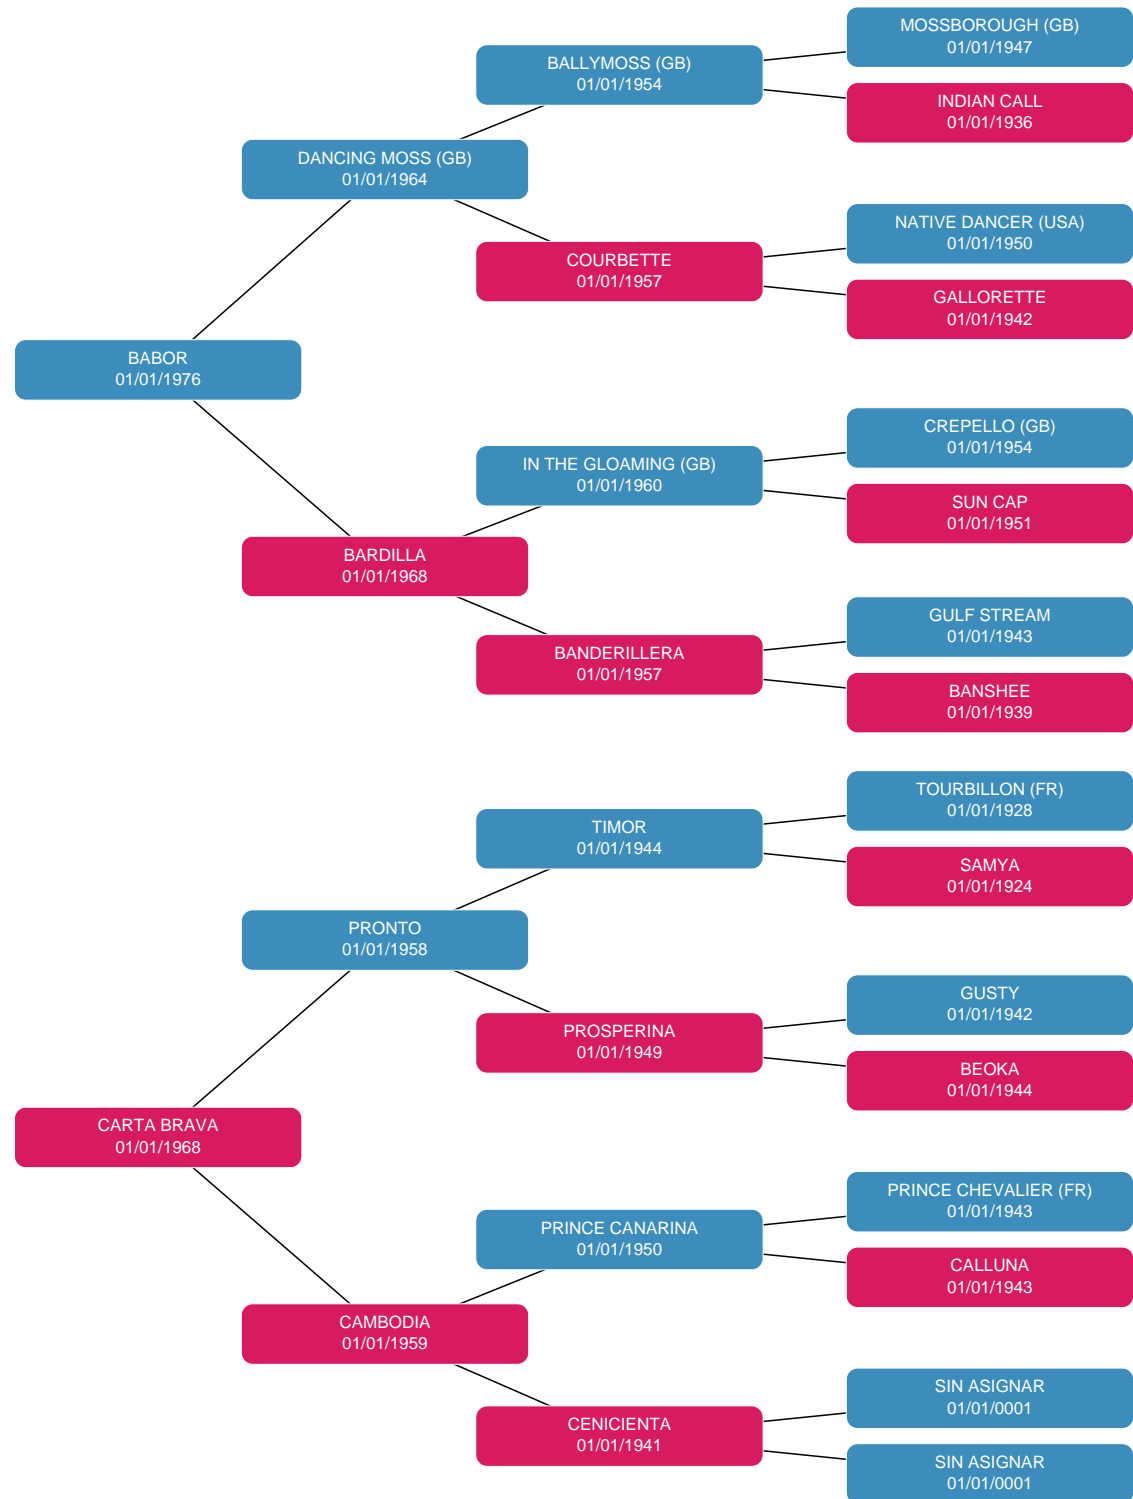 MOSSBOROUGH (GB)
01/01/1947
BALLYMOSS (GB)
01/01/1954
INDIAN CALL
01/01/1936
DANCING MOSS (GB)
01/01/1964
NATIVE DANCER (USA)
01/01/1950
COURBETTE
01/01/1957
GALLORETTE
01/01/1942
BABOR
01/01/1976
CREPELLO (GB)
01/01/1954
IN THE GLOAMING (GB)
01/01/1960
SUN CAP
01/01/1951
BARDILLA
01/01/1968
GULF STREAM
01/01/1943
BANDERILLERA
01/01/1957
BANSHEE
01/01/1939
TOURBILLON (FR)
01/01/1928
TIMOR
01/01/1944
SAMYA
01/01/1924
PRONTO
01/01/1958
GUSTY
01/01/1942
PROSPERINA
01/01/1949
BEOKA
01/01/1944
CARTA BRAVA
01/01/1968
PRINCE CHEVALIER (FR)
01/01/1943
PRINCE CANARINA
01/01/1950
CALLUNA
01/01/1943
CAMBODIA
01/01/1959
SIN ASIGNAR
01/01/0001
CENICIENTA
01/01/1941
SIN ASIGNAR
01/01/0001